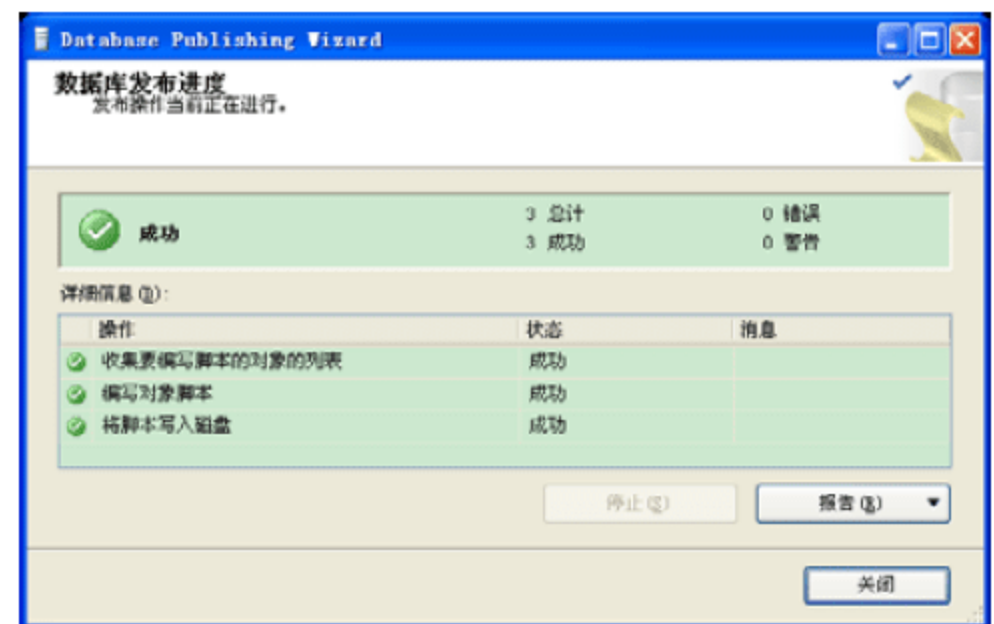 Database Publishing Wizard
数据库发布进度
发布操作当前正在进行。
成功
3 总计 0 错误
3 成功 0 警告
详细信息(D):
操作 状态 消息
收集要编写脚本的对象的列表 成功
编写对象脚本 成功
将脚本写入磁盘 成功
停止(S) 报告(R)
关闭